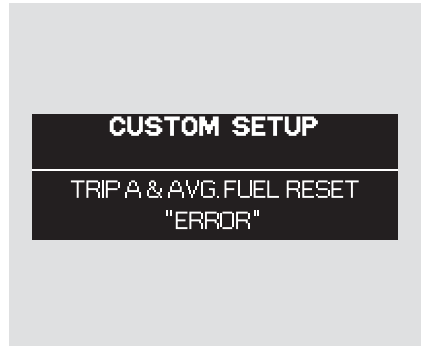 CUSTOM SETUP
TRIP A & AVG. FUEL RESET
"ERROR"